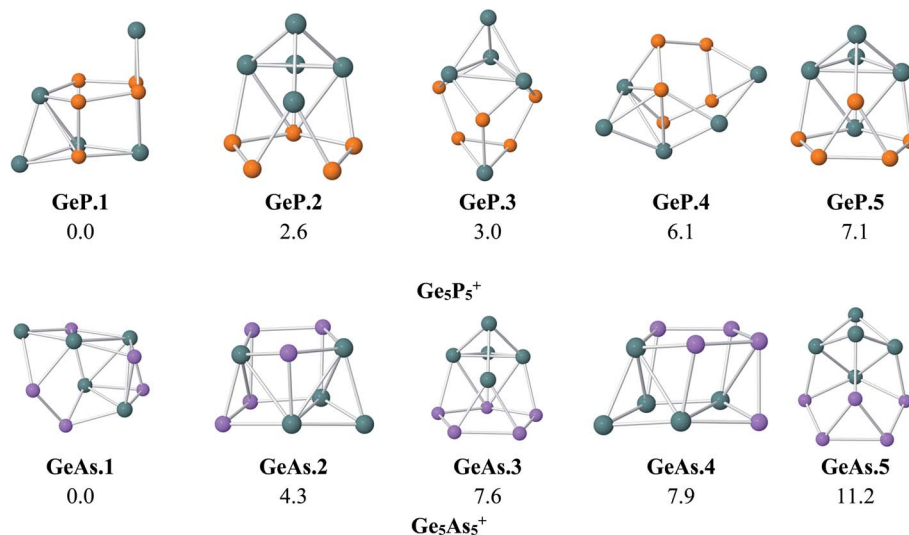 GeP.1 GeP.2 GeP.3 GeP.4 GeP.5
0.0 2.6 3.0 6.1 7.1
Ge₅P₅⁺
GeAs.1 GeAs.2 GeAs.3 GeAs.4 GeAs.5
0.0 4.3 7.6 7.9 11.2
Ge₅As₅⁺